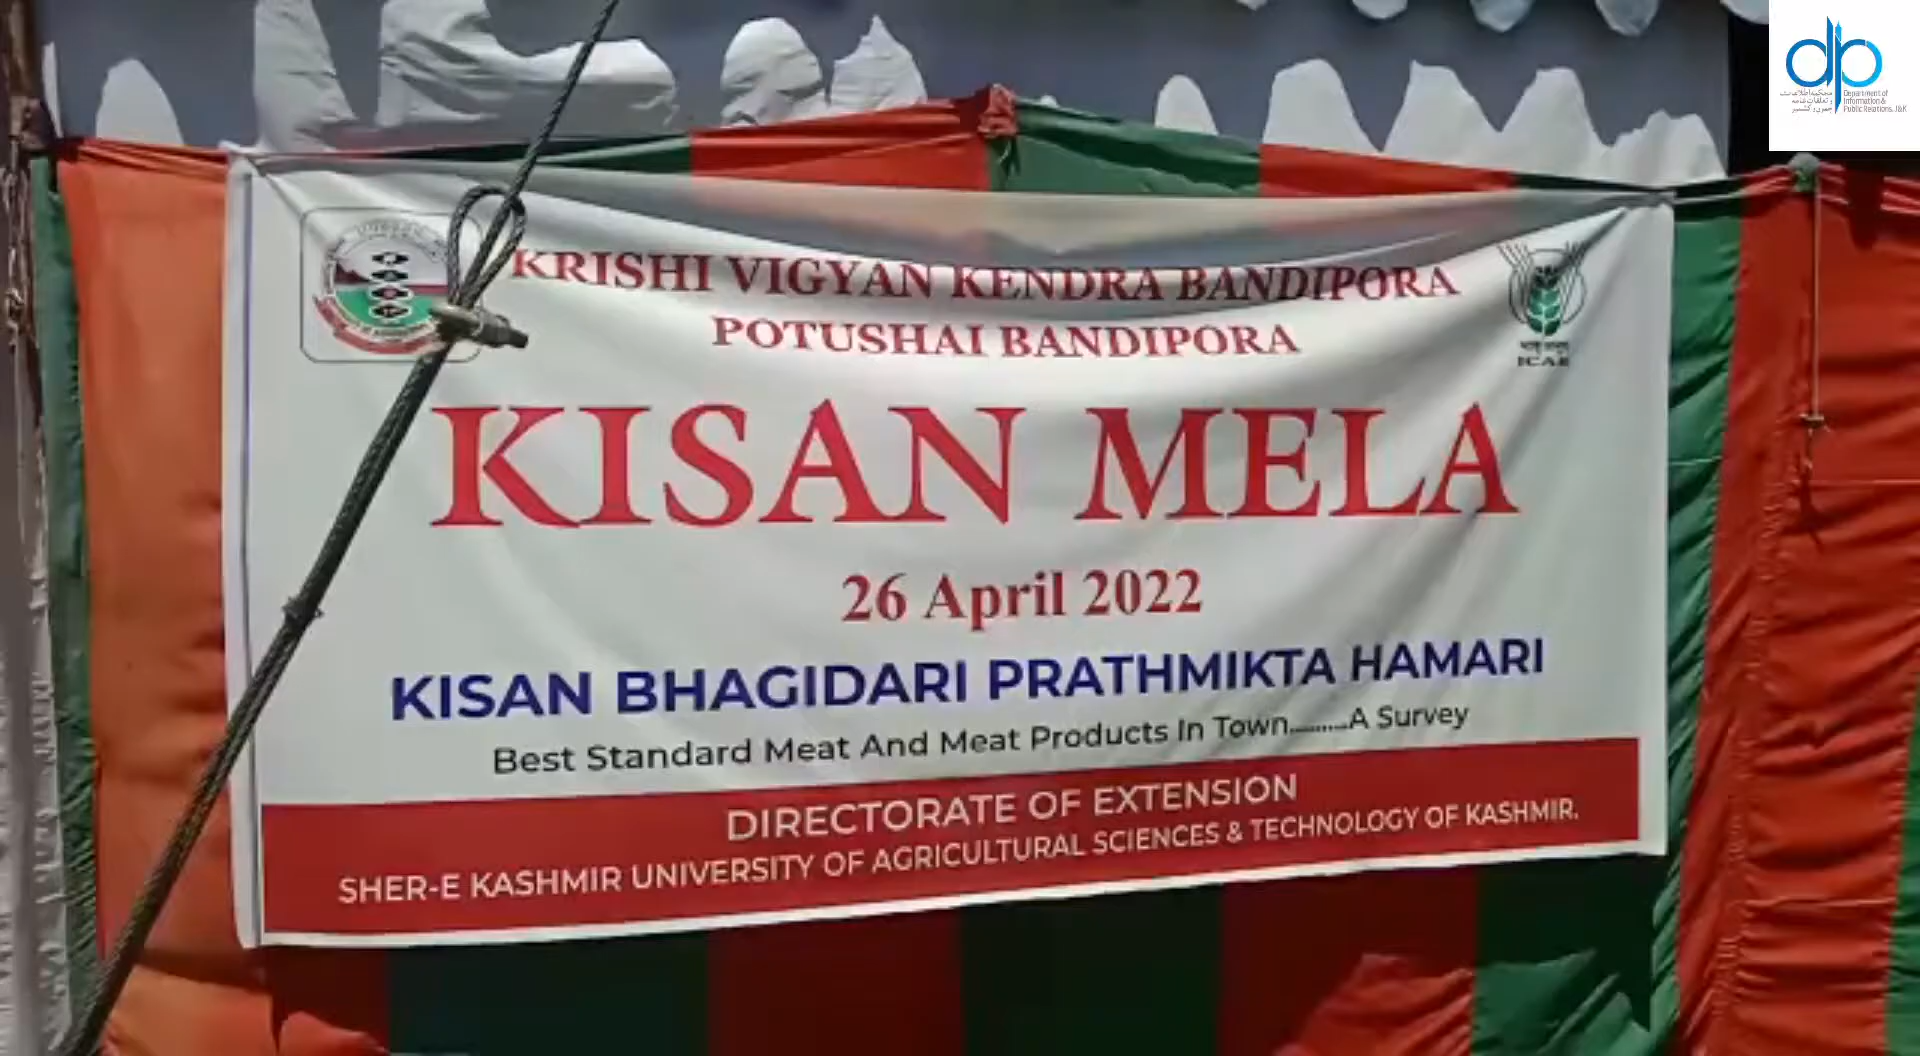 KRISHI VIGYAN KENDRA BANDIPORA
POTUSHAI BANDIPORA
KISAN MELA
26 April 2022
KISAN BHAGIDARI PRATHMIKTA HAMARI
Best Standard Meat And Meat Products In Town.........A Survey
DIRECTORATE OF EXTENSION
SHER-E KASHMIR UNIVERSITY OF AGRICULTURAL SCIENCES & TECHNOLOGY OF KASHMIR.
ICAR
dip
Department of
Information &
Public Relations, J&K